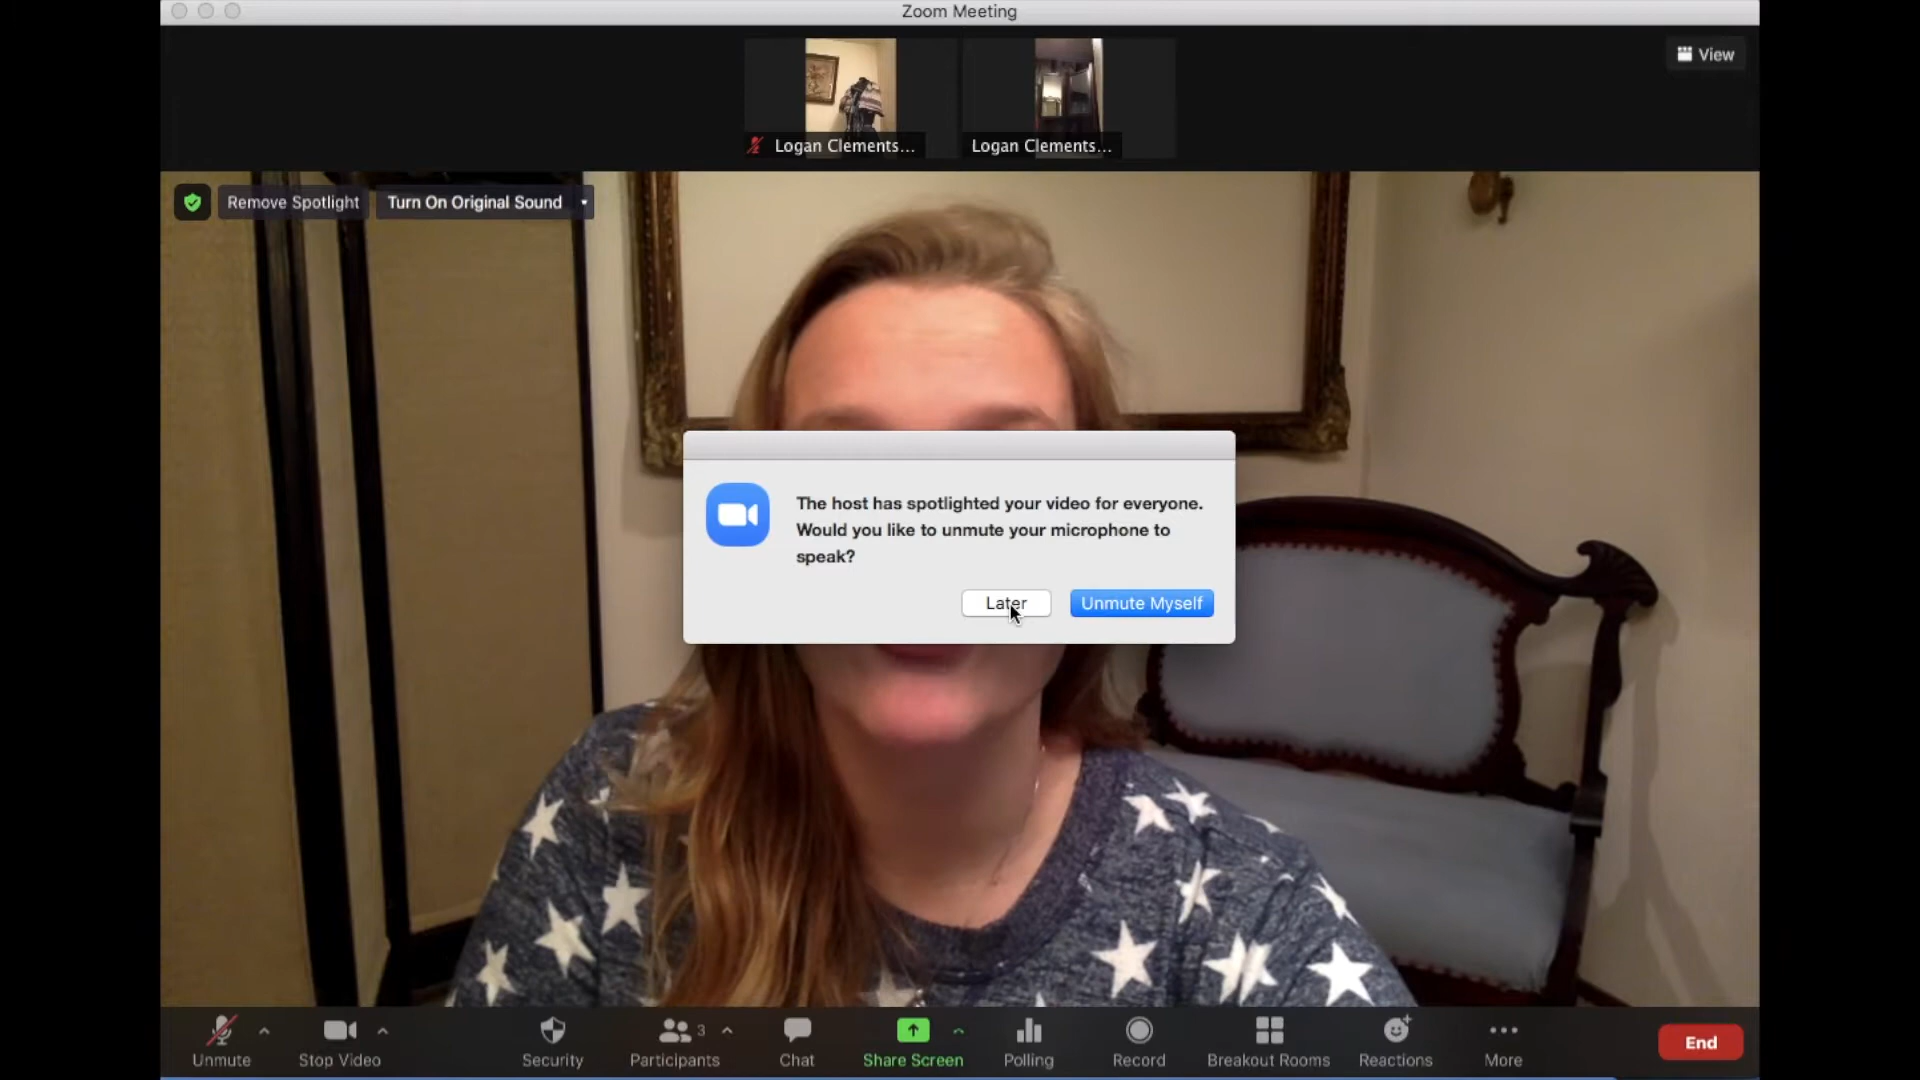 Zoom Meeting
View
Logan Clements...
Logan Clements...
Remove Spotlight
Turn On Original Sound
The host has spotlighted your video for everyone.
Would you like to unmute your microphone to
speak?
Later
Unmute Myself
Unmute
Stop Video
Security
3
Participants
Chat
Share Screen
Polling
Record
Breakout Rooms
Reactions
More
End